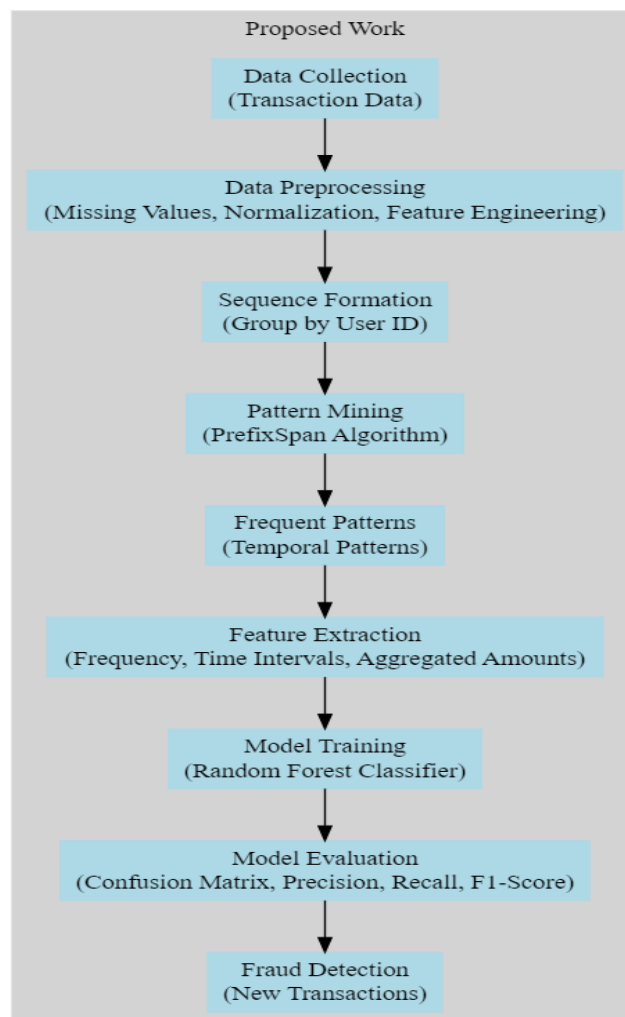 Proposed Work
Data Collection
(Transaction Data)
Data Preprocessing
(Missing Values, Normalization, Feature Engineering)
Sequence Formation
(Group by User ID)
Pattern Mining
(PrefixSpan Algorithm)
Frequent Patterns
(Temporal Patterns)
Feature Extraction
(Frequency, Time Intervals, Aggregated Amounts)
Model Training
(Random Forest Classifier)
Model Evaluation
(Confusion Matrix, Precision, Recall, F1-Score)
Fraud Detection
(New Transactions)